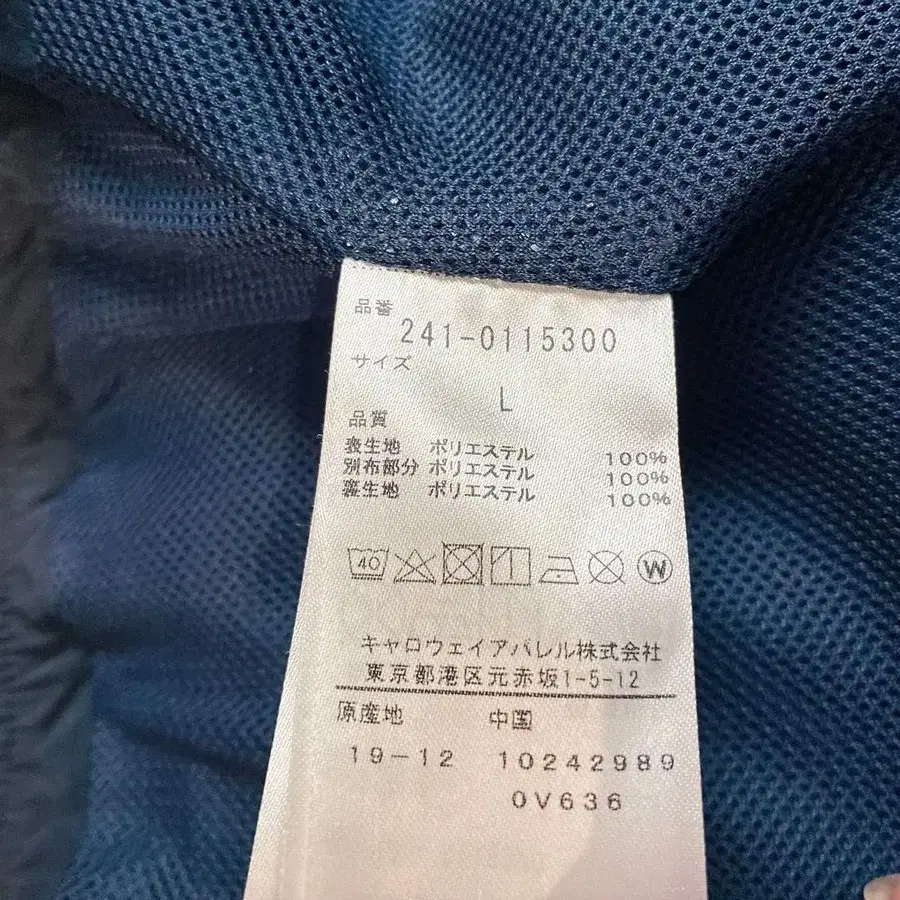 品番
241-0115300
サイズ
L
品質
表生地 ポリエステル 100%
別布部分 ポリエステル 100%
裏生地 ポリエステル 100%
40 W
キャロウェイアパレル株式会社
東京都港区元赤坂1-5-12
原産地 中国
19-12 10242989
0V636